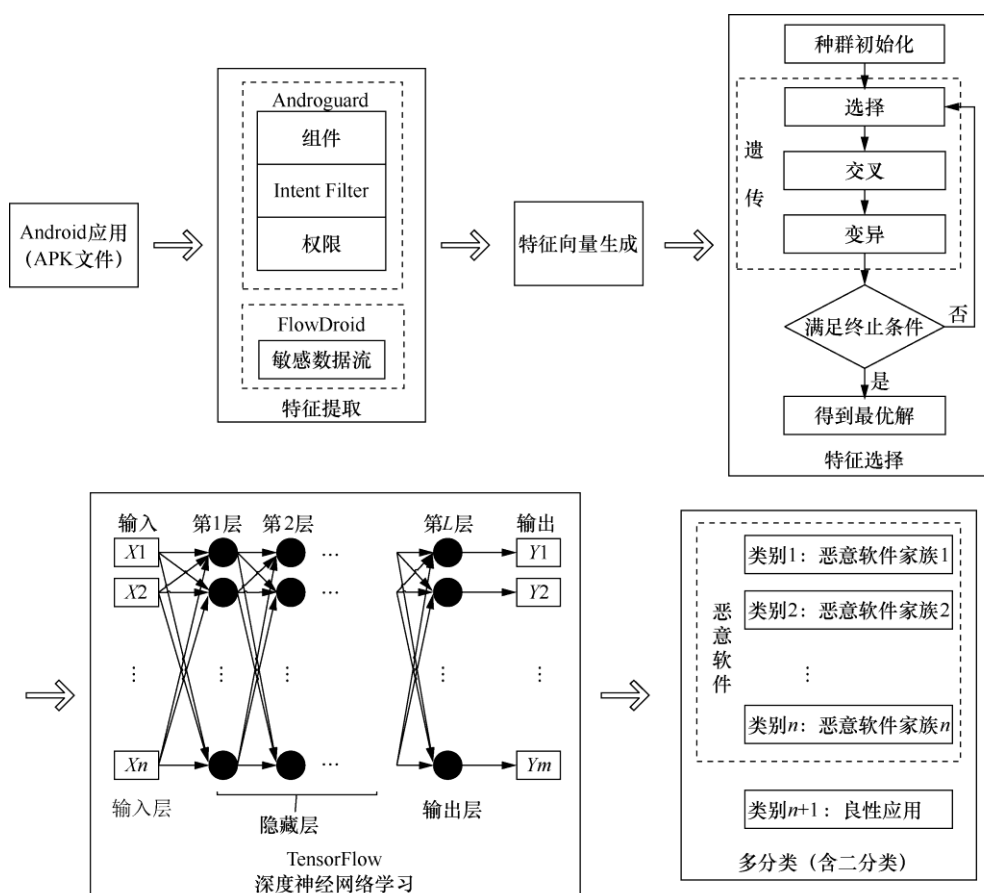 Android应用
(APK文件)
Androguard
组件
Intent Filter
权限
FlowDroid
敏感数据流
特征提取
特征向量生成
种群初始化
遗传
选择
交叉
变异
满足终止条件
否
是
得到最优解
特征选择
输入 第1层 第2层 第L层 输出
X1 … Y1
X2 … Y2
⋮ ⋮ ⋮ ⋮ ⋮
Xn … Ym
输入层 隐藏层 输出层
TensorFlow
深度神经网络学习
恶意软件
类别1：恶意软件家族1
类别2：恶意软件家族2
⋮
类别n：恶意软件家族n
类别n+1：良性应用
多分类（含二分类）